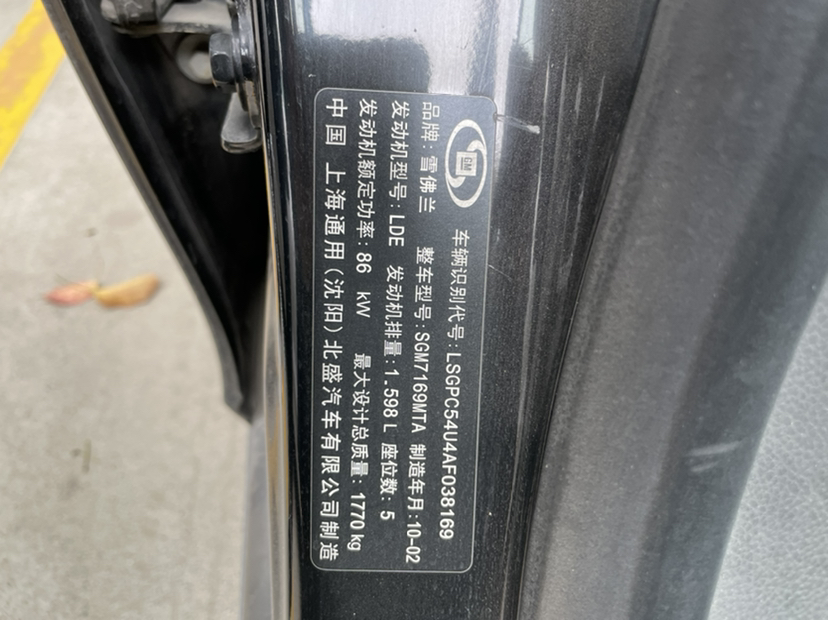 GM 车辆识别代号:LSGPC54U4AF038169
品牌:雪佛兰 整车型号:SGM7169MTA 制造年月:10-02
发动机型号:LDE 发动机排量:1.598L 座位数:5
发动机额定功率:86 kW 最大设计总质量:1770kg
中国 上海通用(沈阳)北盛汽车有限公司制造